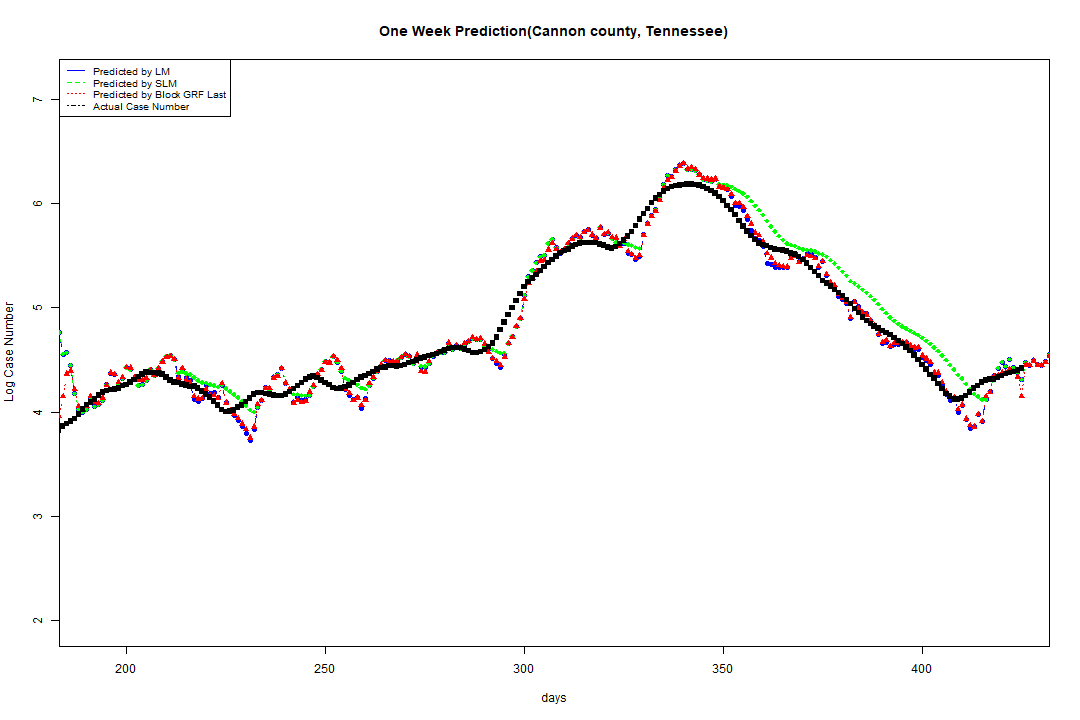 One Week Prediction(Cannon county, Tennessee)
Predicted by LM
Predicted by SLM
Predicted by Block GRF Last
Actual Case Number
7
6
5
4
3
2
Log Case Number
200 250 300 350 400
days